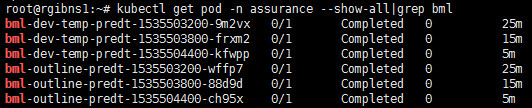 root@rgibns1:~# kubectl get pod -n assurance --show-all|grep bml
bml-dev-temp-predt-1535503200-9m2vx 0/1 Completed 0 25m
bml-dev-temp-predt-1535503800-frxm2 0/1 Completed 0 15m
bml-dev-temp-predt-1535504400-kfwpp 0/1 Completed 0 5m
bml-outline-predt-1535503200-wffp7 0/1 Completed 0 25m
bml-outline-predt-1535503800-88d9d 0/1 Completed 0 15m
bml-outline-predt-1535504400-ch95x 0/1 Completed 0 5m